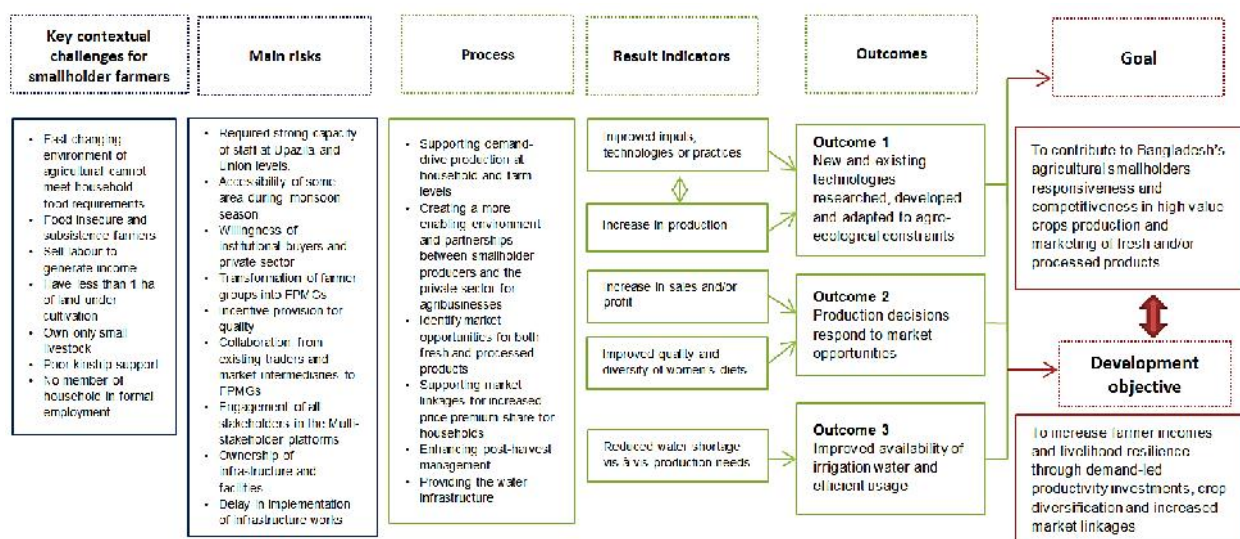 Key contextual
challenges for
smallholder farmers
Main risks
Process
Result indicators
Outcomes
Goal
• Fast changing
environment of
agricultural cannot
meet household
food requirements
• Food insecure and
subsistence farmers
• Sell labour to
generate income
• Have less than 1 ha
of land under
cultivation
• Own only small
livestock
• Poor kinship support
• No member of
household in formal
employment
• Required strong capacity
of staff at Upazila and
Union levels.
• Accessibility of some
area during monsoon
season
• Willingness of
institutional buyers and
private sector
• Transformation of farmer
groups into FPMGs
• Incentive provision for
quality
• Collaboration from
existing traders and
market intermediaries to
FPMGs
• Engagement of all
stakeholders in the Multi-
stakeholder platforms
• Ownership of
infrastructure and
facilities
• Delay in implementation
of infrastructure works
• Supporting demand-
drive production at
household and farm
levels
• Creating a more
enabling environment
and partnerships
between smallholder
producers and the
private sector for
agribusinesses
• Identify market
opportunities for both
fresh and processed
products
• Supporting market
linkages for increased
price premium share for
households
• Enhancing post-harvest
management
• Providing the water
infrastructure
Improved inputs,
technologies or practices
Increase in production
Increase in sales and/or
profit
Improved quality and
diversity of women's diets
Reduced water shortage
vis à vis production needs
Outcome 1
New and existing
technologies
researched, developed
and adapted to agro-
ecological constraints
Outcome 2
Production decisions
respond to market
opportunities
Outcome 3
Improved availability of
irrigation water and
efficient usage
To contribute to Bangladesh's
agricultural smallholders
responsiveness and
competitiveness in high value
crops production and
marketing of fresh and/or
processed products
Development
objective
To increase farmer incomes
and livelihood resilience
through demand-led
productivity investments, crop
diversification and increased
market linkages